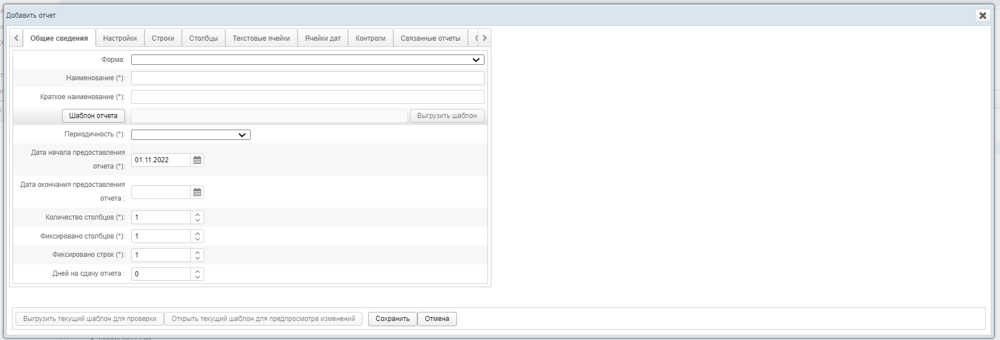 Добавить отчет
Общие сведения Настройки Строки Столбцы Текстовые ячейки Ячейки дат Контроли Связанные отчеты
Форма:
Наименование (*):
Краткое наименование (*):
Шаблон отчета Выгрузить шаблон
Периодичность (*):
Дата начала предоставления
отчета (*): 01.11.2022
Дата окончания предоставления
отчета :
Количество столбцов (*): 1
Фиксировано столбцов (*): 1
Фиксировано строк (*): 1
Дней на сдачу отчета : 0
Выгрузить текущий шаблон для проверки Открыть текущий шаблон для предпросмотра изменений Сохранить Отмена